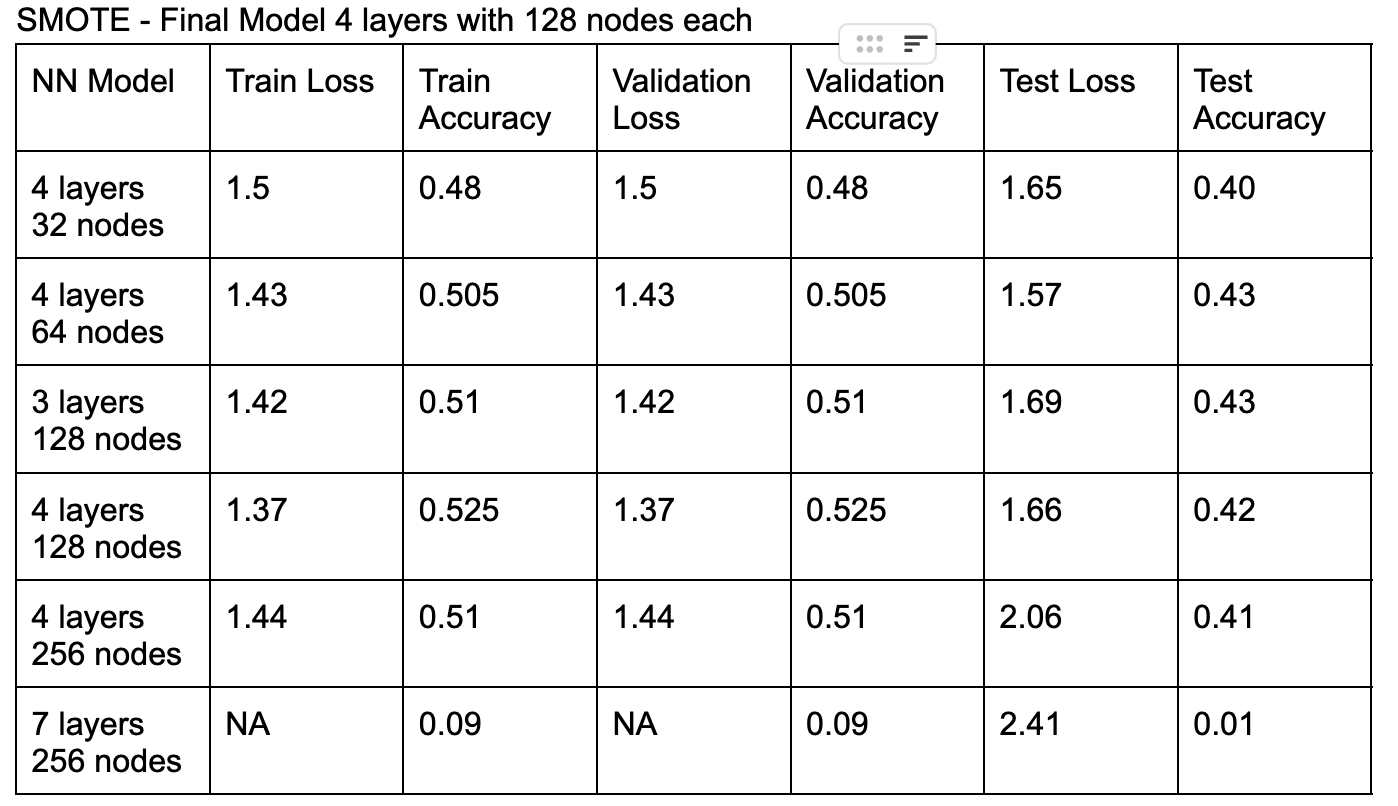 SMOTE - Final Model 4 layers with 128 nodes each
NN Model Train Loss Train Accuracy Validation Loss Validation Accuracy Test Loss Test Accuracy
4 layers 32 nodes 1.5 0.48 1.5 0.48 1.65 0.40
4 layers 64 nodes 1.43 0.505 1.43 0.505 1.57 0.43
3 layers 128 nodes 1.42 0.51 1.42 0.51 1.69 0.43
4 layers 128 nodes 1.37 0.525 1.37 0.525 1.66 0.42
4 layers 256 nodes 1.44 0.51 1.44 0.51 2.06 0.41
7 layers 256 nodes NA 0.09 NA 0.09 2.41 0.01